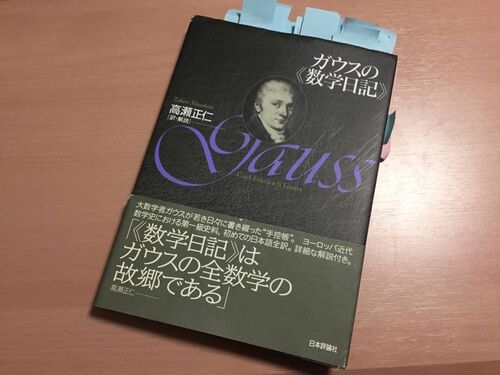 ガウスの
《数学日記》
Takase Masahito
高瀬正仁
[訳・解説]
Gauss
Carl Friedrich Gauss
大数学者ガウスが若き日々に書き綴った“手控帳”。ヨーロッパ近代
数学史における第一級史料、初めての日本語全訳。詳細な解説付き。
「《数学日記》は
ガウスの全数学の
故郷である」
高瀬正仁
日本評論社